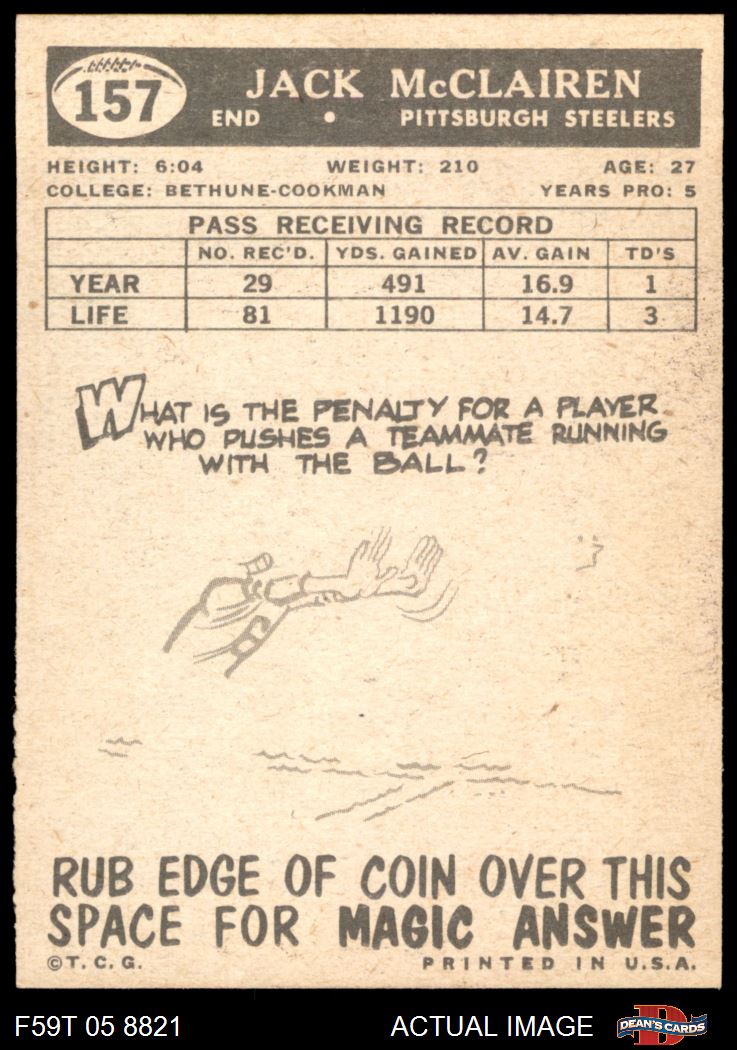 157
JACK McCLAIREN
END • PITTSBURGH STEELERS
HEIGHT: 6:04 WEIGHT: 210 AGE: 27
COLLEGE: BETHUNE-COOKMAN YEARS PRO: 5
PASS RECEIVING RECORD
NO. REC'D. YDS. GAINED AV. GAIN TD'S
YEAR 29 491 16.9 1
LIFE 81 1190 14.7 3
WHAT IS THE PENALTY FOR A PLAYER
WHO PUSHES A TEAMMATE RUNNING
WITH THE BALL?
RUB EDGE OF COIN OVER THIS
SPACE FOR MAGIC ANSWER
©T.C.G. PRINTED IN U.S.A.
F59T 05 8821 ACTUAL IMAGE D DEAN'S CARDS